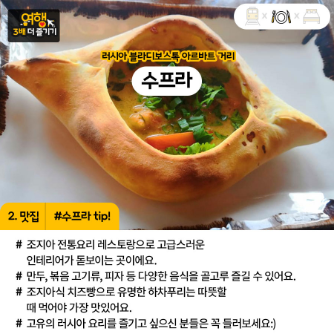 여행
3배 더 즐기기
러시아 블라디보스톡 아르바트 거리
수프라
2. 맛집 #수프라 tip!
# 조지아 전통요리 레스토랑으로 고급스러운
인테리어가 돋보이는 곳이에요.
# 만두, 볶음 고기류, 피자 등 다양한 음식을 골고루 즐길 수 있어요.
# 조지아식 치즈빵으로 유명한 하차푸리는 따뜻할
때 먹어야 가장 맛있어요.
# 고유의 러시아 요리를 즐기고 싶으신 분들은 꼭 들러보세요:)